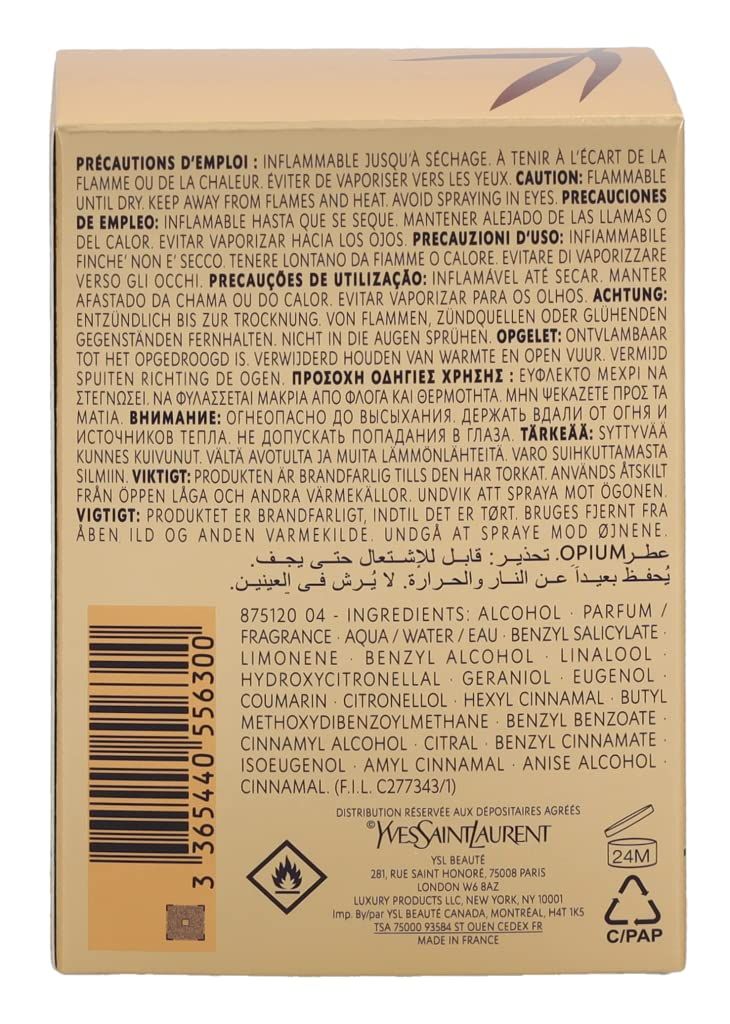 PRÉCAUTIONS D'EMPLOI : INFLAMMABLE JUSQU'À SÉCHAGE. À TENIR À L'ÉCART DE LA
FLAMME OU DE LA CHALEUR. ÉVITER DE VAPORISER VERS LES YEUX. CAUTION: FLAMMABLE
UNTIL DRY. KEEP AWAY FROM FLAMES AND HEAT. AVOID SPRAYING IN EYES. PRECAUCIONES
DE EMPLEO: INFLAMABLE HASTA QUE SE SEQUE. MANTENER ALEJADO DE LAS LLAMAS O
DEL CALOR. EVITAR VAPORIZAR HACIA LOS OJOS. PRECAUZIONI D'USO: INFIAMMABILE
FINCHE' NON E' SECCO. TENERE LONTANO DA FIAMME O CALORE. EVITARE DI VAPORIZZARE
VERSO GLI OCCHI. PRECAUÇÕES DE UTILIZAÇÃO: INFLAMÁVEL ATÉ SECAR. MANTER
AFASTADO DA CHAMA OU DO CALOR. EVITAR VAPORIZAR PARA OS OLHOS. ACHTUNG:
ENTZÜNDLICH BIS ZUR TROCKNUNG. VON FLAMMEN, ZÜNDQUELLEN ODER GLÜHENDEN
GEGENSTÄNDEN FERNHALTEN. NICHT IN DIE AUGEN SPRÜHEN. OPGELET: ONTVLAMBAAR
TOT HET OPGEDROOGD IS. VERWIJDERD HOUDEN VAN WARMTE EN OPEN VUUR. VERMIJD
SPUITEN RICHTING DE OGEN. ΠΡΟΣΟΧΗ ΟΔΗΓΙΕΣ ΧΡΗΣΗΣ : ΕΥΦΛΕΚΤΟ ΜΕΧΡΙ ΝΑ
ΣΤΕΓΝΩΣΕΙ. ΝΑ ΦΥΛΑΣΣΕΤΑΙ ΜΑΚΡΙΑ ΑΠΟ ΦΛΟΓΑ ΚΑΙ ΘΕΡΜΟΤΗΤΑ. ΜΗΝ ΨΕΚΑΖΕΤΕ ΠΡΟΣ ΤΑ
ΜΑΤΙΑ. ВНИМАНИЕ: ОГНЕОПАСНО ДО ВЫСЫХАНИЯ. ДЕРЖАТЬ ВДАЛИ ОТ ОГНЯ И
ИСТОЧНИКОВ ТЕПЛА. НЕ ДОПУСКАТЬ ПОПАДАНИЯ В ГЛАЗА. TÄRKEÄÄ: SYTTYVÄÄ
KUNNES KUIVUNUT. VÄLTÄ AVOTULTA JA MUITA LÄMMÖNLÄHTEITÄ. VARO SUIHKUTTAMASTA
SILMIIN. VIKTIGT: PRODUKTEN ÄR BRANDFARLIG TILLS DEN HAR TORKAT. ANVÄNDS ÅTSKILT
FRÅN ÖPPEN LÅGA OCH ANDRA VÄRMEKÄLLOR. UNDVIK ATT SPRAYA MOT ÖGONEN.
VIGTIGT: PRODUKTET ER BRANDFARLIGT, INDTIL DET ER TØRT. BRUGES FJERNT FRA
ÅBEN ILD OG ANDEN VARMEKILDE. UNDGÅ AT SPRAYE MOD ØJNENE.
عطر OPIUM. تحذير: قابل للإشتعال حتى يجف.
يُحفظ بعيداً عن النار والحرارة. لا يُرش في العينين.
875120 04 - INGREDIENTS: ALCOHOL · PARFUM /
FRAGRANCE · AQUA / WATER / EAU · BENZYL SALICYLATE ·
LIMONENE · BENZYL ALCOHOL · LINALOOL ·
HYDROXYCITRONELLAL · GERANIOL · EUGENOL ·
COUMARIN · CITRONELLOL · HEXYL CINNAMAL · BUTYL
METHOXYDIBENZOYLMETHANE · BENZYL BENZOATE ·
CINNAMYL ALCOHOL · CITRAL · BENZYL CINNAMATE ·
ISOEUGENOL · AMYL CINNAMAL · ANISE ALCOHOL ·
CINNAMAL. (F.I.L. C277343/1)
3 365440 556300
DISTRIBUTION RÉSERVÉE AUX DÉPOSITAIRES AGRÉÉS
©YVESSAINTLAURENT
YSL BEAUTÉ
281, RUE SAINT HONORÉ, 75008 PARIS
LONDON W6 8AZ
LUXURY PRODUCTS LLC, NEW YORK, NY 10001
Imp. By/par YSL BEAUTÉ CANADA, MONTRÉAL, H4T 1K5
TSA 75000 93584 ST OUEN CEDEX FR
MADE IN FRANCE
24M
C/PAP